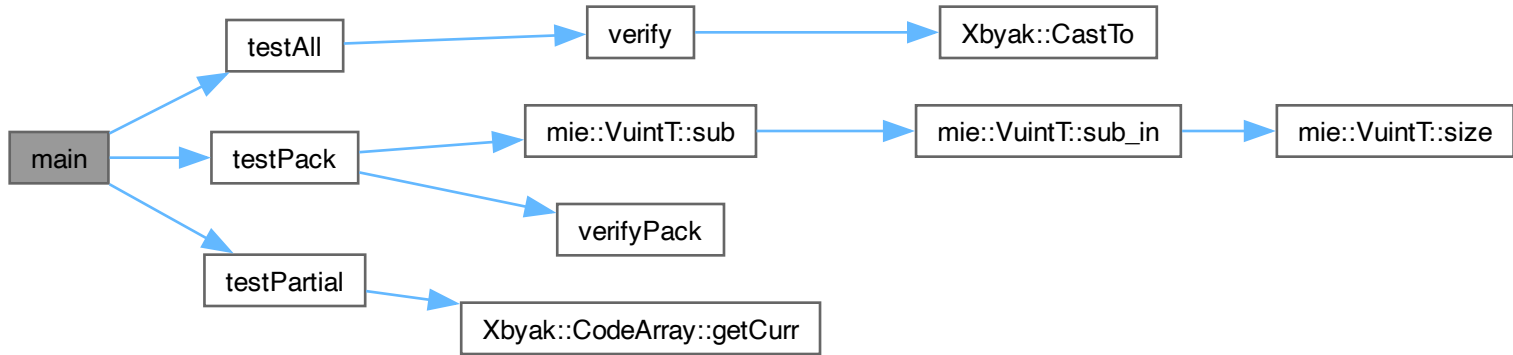 main
testAll
verify
Xbyak::CastTo
testPack
mie::VuintT::sub
mie::VuintT::sub_in
mie::VuintT::size
verifyPack
testPartial
Xbyak::CodeArray::getCurr